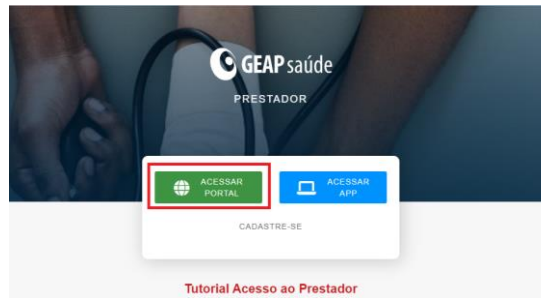 GEAP saúde
PRESTADOR
ACESSAR
PORTAL
ACESSAR
APP
CADASTRE-SE
Tutorial Acesso ao Prestador